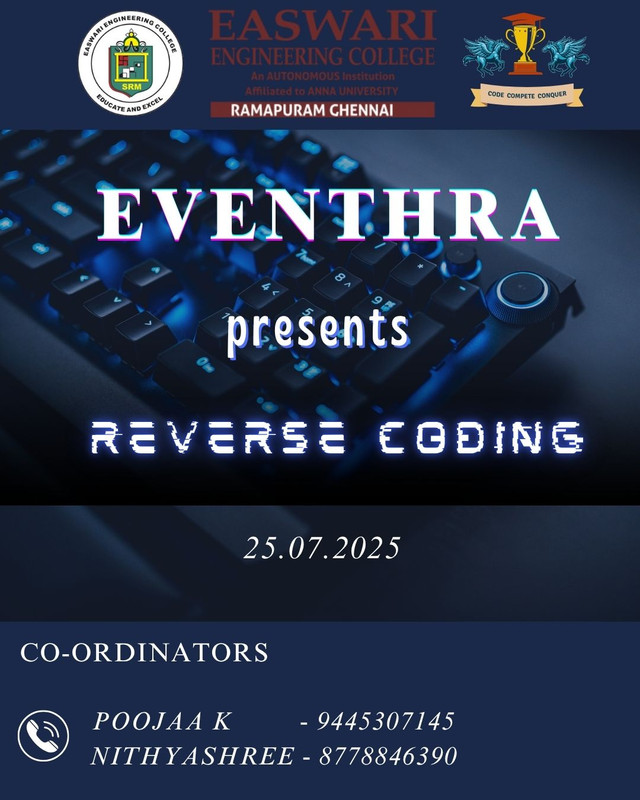 EASWARI ENGINEERING COLLEGE
SRM
EDUCATE AND EXCEL
EASWARI
ENGINEERING COLLEGE
An AUTONOMOUS Institution
Affiliated to ANNA UNIVERSITY
RAMAPURAM CHENNAI
CODE COMPETE CONQUER
EVENTHRA
presents
REVERSE CODING
25.07.2025
CO-ORDINATORS
POOJAA K - 9445307145
NITHYASHREE - 8778846390